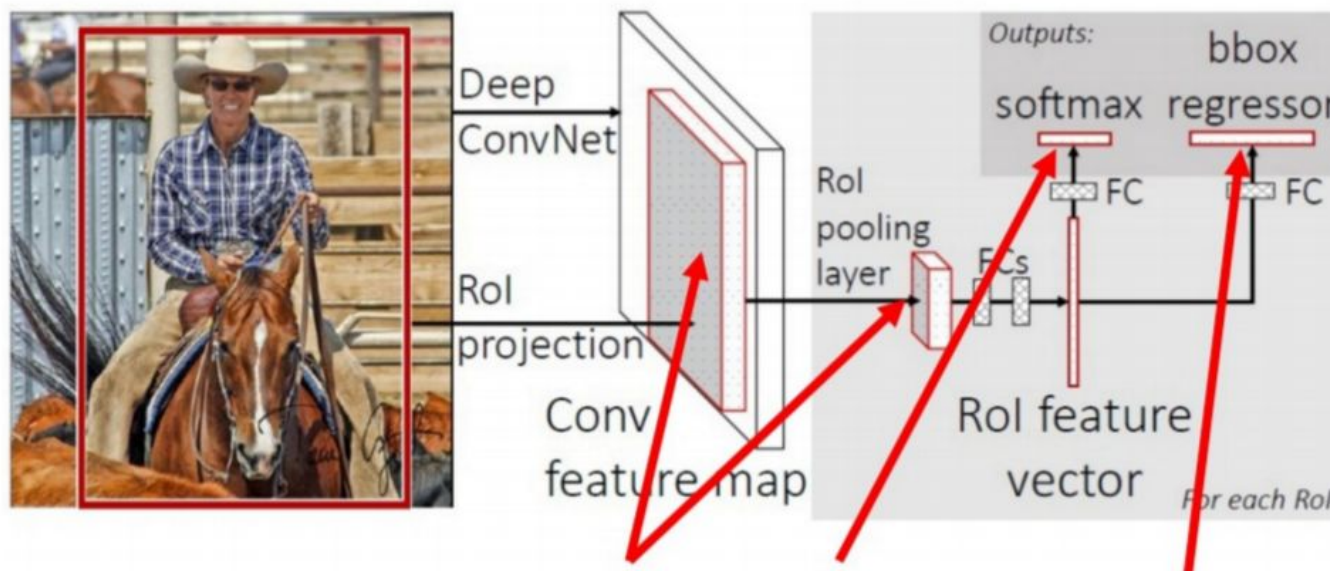 Deep
ConvNet
RoI
projection
Conv
feature map
RoI
pooling
layer
FCs
RoI feature
vector
Outputs:
softmax
bbox
regressor
FC
FC
For each RoI